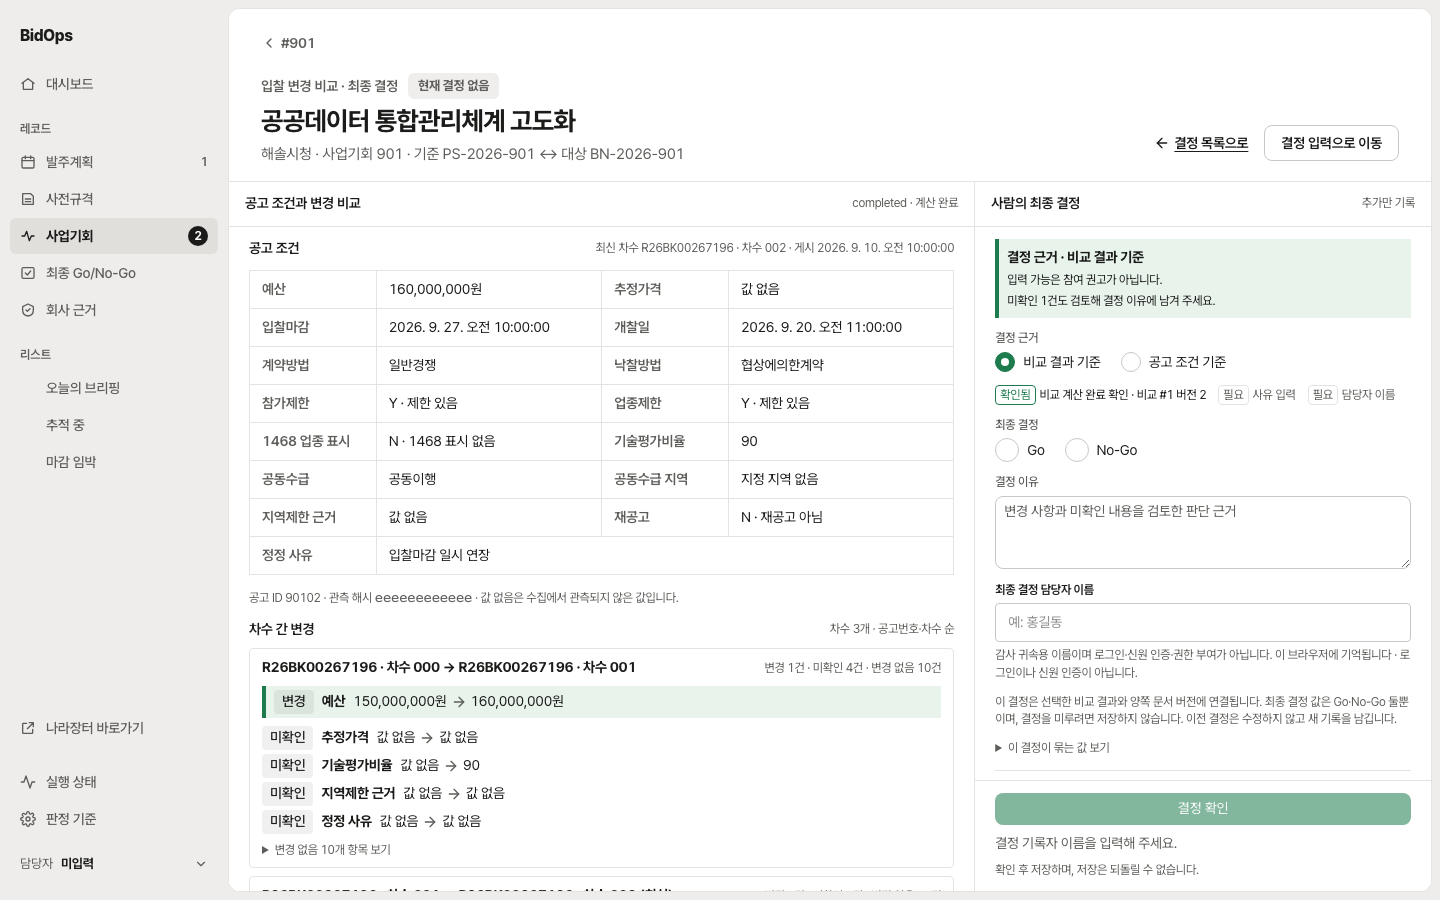 BidOps
대시보드
레코드
발주계획 1
사전규격
사업기회 2
최종 Go/No-Go
회사 근거
리스트
오늘의 브리핑
추적 중
마감 임박
나라장터 바로가기
실행 상태
판정 기준
담당자 미입력
#901
입찰 변경 비교 · 최종 결정 현재 결정 없음
공공데이터 통합관리체계 고도화
해솔시청 · 사업기회 901 · 기준 PS-2026-901 ↔ 대상 BN-2026-901
← 결정 목록으로 결정 입력으로 이동
공고 조건과 변경 비교 completed · 계산 완료
공고 조건 최신 차수 R26BK00267196 · 차수 002 · 게시 2026. 9. 10. 오전 10:00:00
예산 160,000,000원 추정가격 값 없음
입찰마감 2026. 9. 27. 오전 10:00:00 개찰일 2026. 9. 20. 오전 11:00:00
계약방법 일반경쟁 낙찰방법 협상에의한계약
참가제한 Y · 제한 있음 업종제한 Y · 제한 있음
1468 업종 표시 N · 1468 표시 없음 기술평가비율 90
공동수급 공동이행 공동수급 지역 지정 지역 없음
지역제한 근거 값 없음 재공고 N · 재공고 아님
정정 사유 입찰마감 일시 연장
공고 ID 90102 · 관측 해시 eeeeeeeeeeee · 값 없음은 수집에서 관측되지 않은 값입니다.
차수 간 변경 차수 3개 · 공고번호·차수 순
R26BK00267196 · 차수 000 → R26BK00267196 · 차수 001 변경 1건 · 미확인 4건 · 변경 없음 10건
변경 예산 150,000,000원 → 160,000,000원
미확인 추정가격 값 없음 → 값 없음
미확인 기술평가비율 값 없음 → 90
미확인 지역제한 근거 값 없음 → 값 없음
미확인 정정 사유 값 없음 → 값 없음
▶ 변경 없음 10개 항목 보기
사람의 최종 결정 추가만 기록
결정 근거 · 비교 결과 기준
입력 가능은 참여 권고가 아닙니다.
미확인 1건도 검토해 결정 이유에 남겨 주세요.
결정 근거
비교 결과 기준 공고 조건 기준
확인됨 비교 계산 완료 확인 · 비교 #1 버전 2 필요 사유 입력 필요 담당자 이름
최종 결정
Go No-Go
결정 이유
변경 사항과 미확인 내용을 검토한 판단 근거
최종 결정 담당자 이름
예: 홍길동
감사 귀속용 이름이며 로그인·신원 인증·권한 부여가 아닙니다. 이 브라우저에 기억됩니다 · 로
그인이나 신원 인증이 아닙니다.
이 결정은 선택한 비교 결과와 양쪽 문서 버전에 연결됩니다. 최종 결정 값은 Go·No-Go 둘뿐
이며, 결정을 미루려면 저장하지 않습니다. 이전 결정은 수정하지 않고 새 기록을 남깁니다.
▶ 이 결정이 묶는 값 보기
결정 확인
결정 기록자 이름을 입력해 주세요.
확인 후 저장하며, 저장은 되돌릴 수 없습니다.